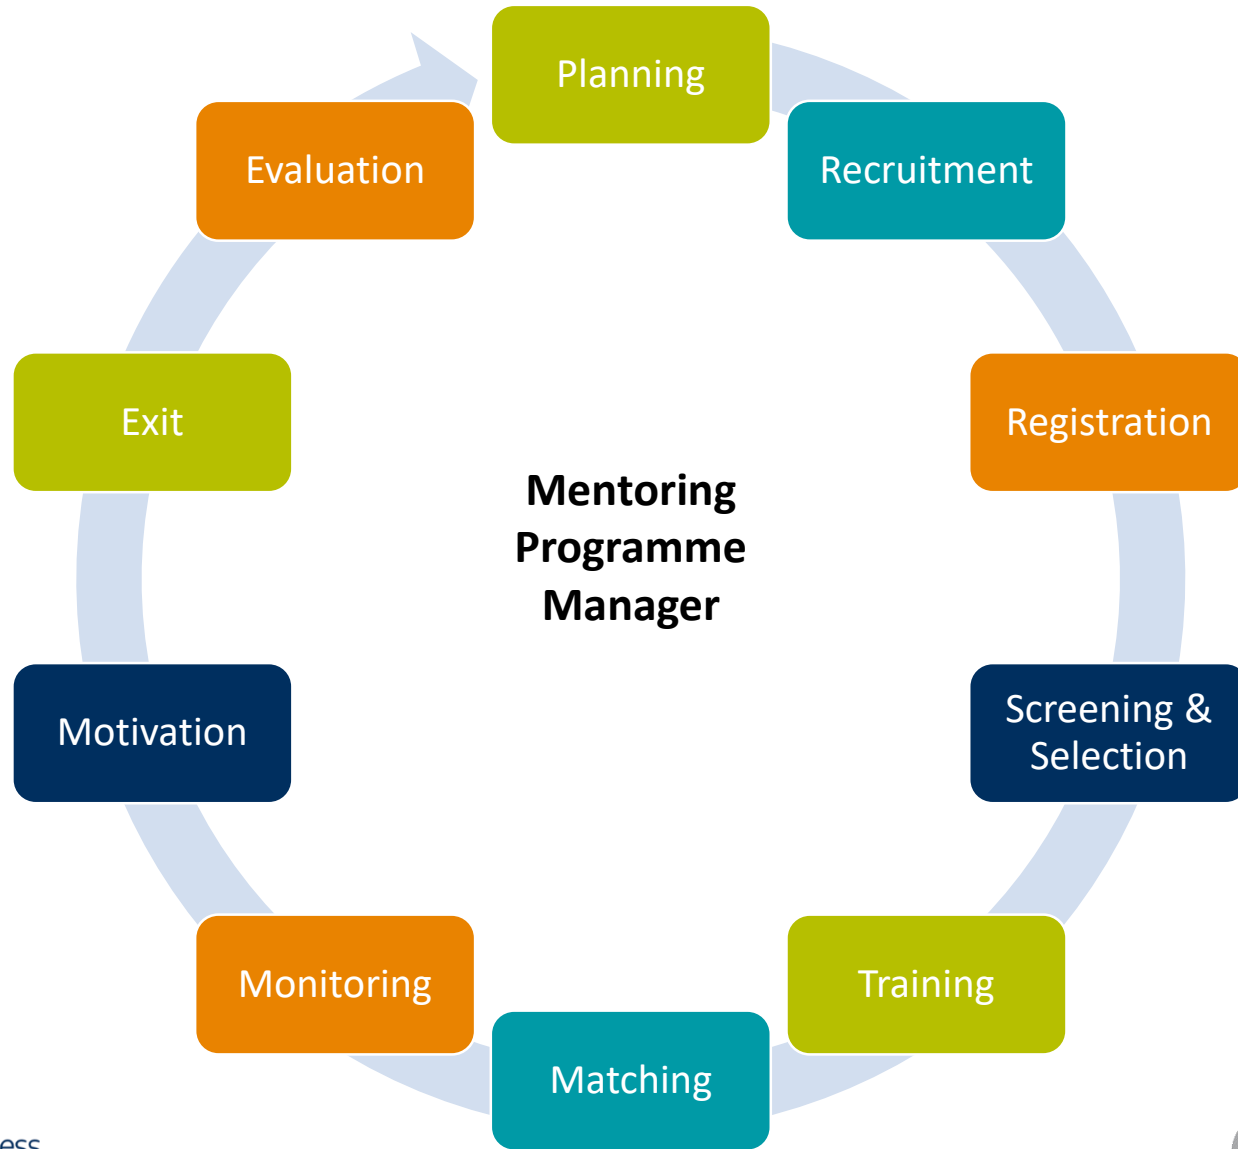 Planning
Recruitment
Registration
Screening &
Selection
Training
Matching
Monitoring
Motivation
Exit
Evaluation
Mentoring
Programme
Manager